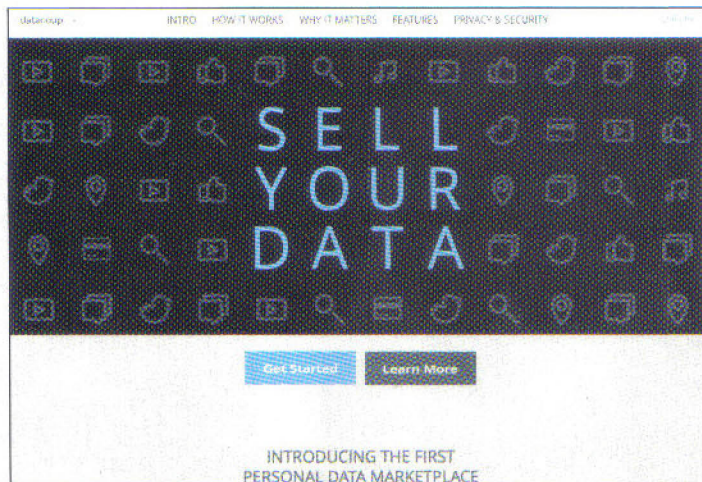 datacoup
INTRO HOW IT WORKS WHY IT MATTERS FEATURES PRIVACY & SECURITY
SELL
YOUR
DATA
Get Started Learn More
INTRODUCING THE FIRST
PERSONAL DATA MARKETPLACE